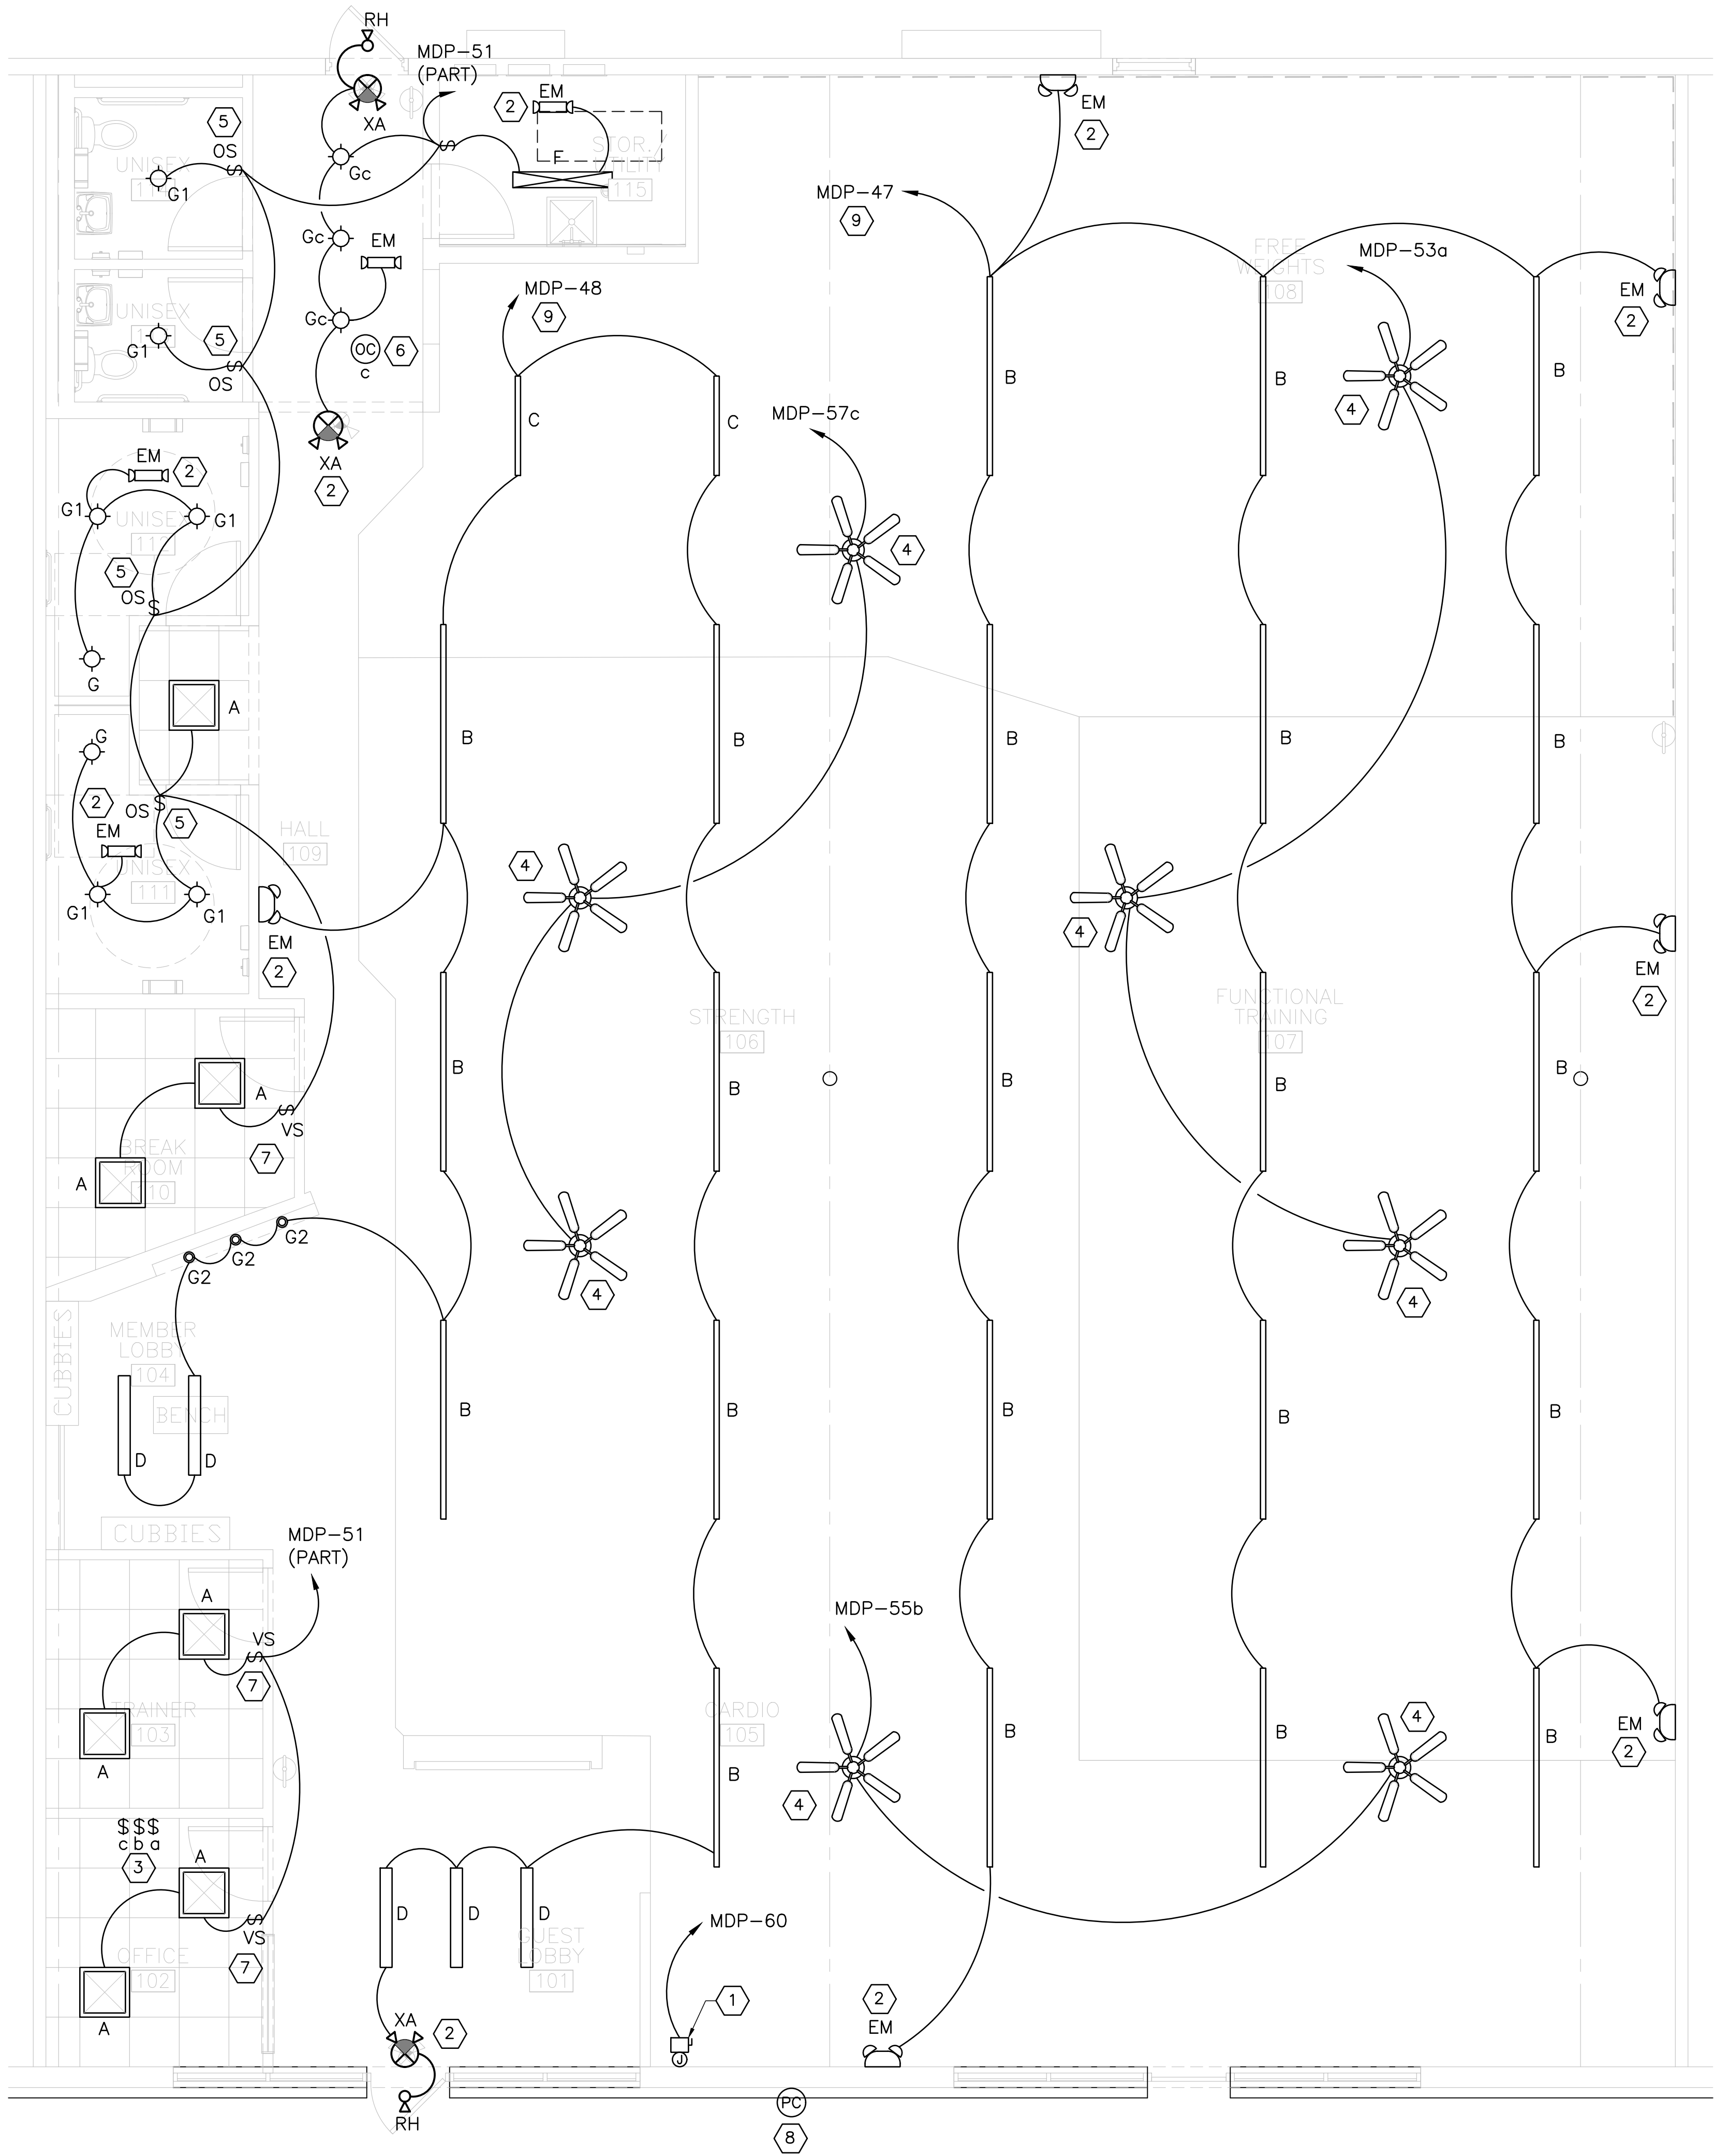 RH
MDP-51
(PART)
XA
EM
2
EM
2
5
OS
UNISEX
G1
Gc
F
STOR./
UTILITY
115
MDP-47
9
Gc
EM
FREE
WEIGHTS
108
MDP-53a
EM
2
MDP-48
9
UNISEX
G1
5
OS
Gc
OC
c
6
B
B
B
4
C
C
MDP-57c
XA
2
EM
2
G1
UNISEX
G1
4
5
OS
G
A
G
B
B
B
B
B
2
OS
5
EM
HALL
109
UNISEX
111
G1
G1
4
4
EM
2
EM
2
STRENGTH
106
FUNCTIONAL
TRAINING
107
A
B
B
B
B
B
VS
7
BREAK
ROOM
110
A
G2
G2
G2
4
4
CUBBIES
MEMBER
LOBBY
104
BENCH
B
B
B
B
B
D
D
CUBBIES
MDP-51
(PART)
A
VS
7
TRAINER
103
A
MDP-55b
CARDIO
105
B
B
B
B
4
EM
2
4
$$$
c b a
3
A
VS
7
OFFICE
102
A
D
D
D
GUEST
LOBBY
101
MDP-60
1
J
XA
2
2
EM
RH
PC
8